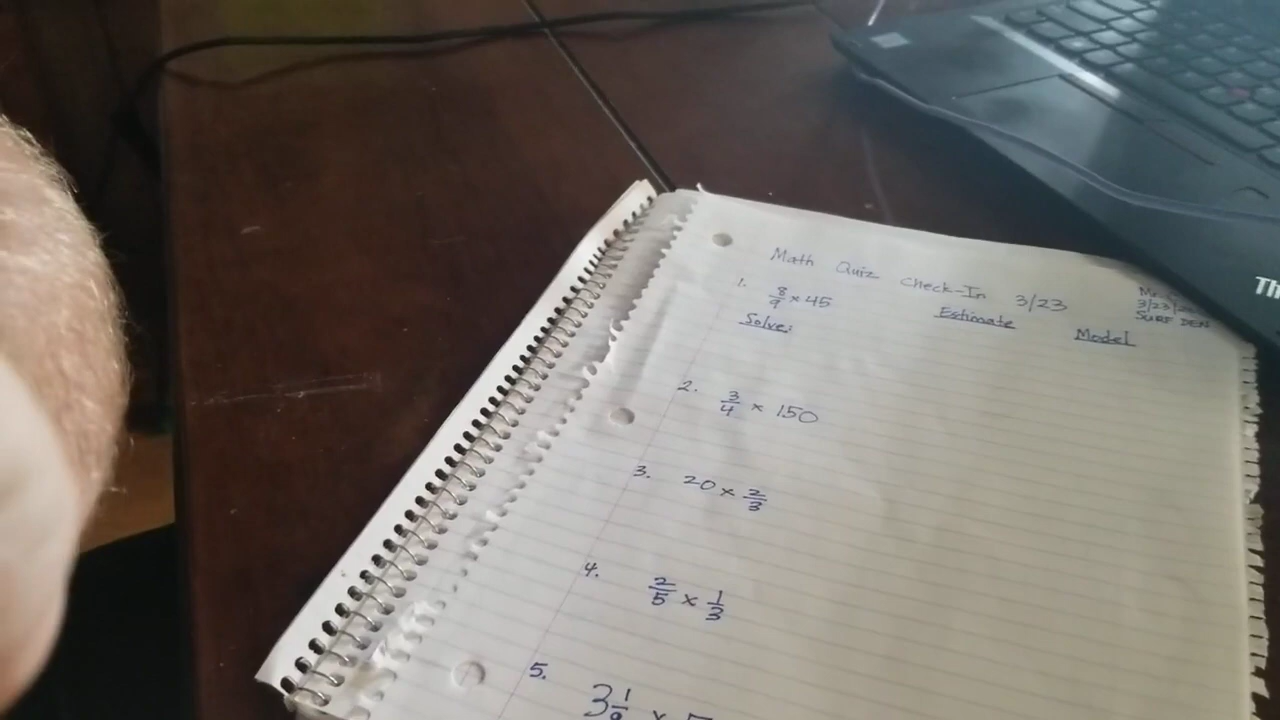 Math Quiz Check-In 3/23
1. 8/9 × 45
Solve: Estimate Model
2. 3/4 × 150
3. 20 × 2/3
4. 2/5 × 1/3
5.